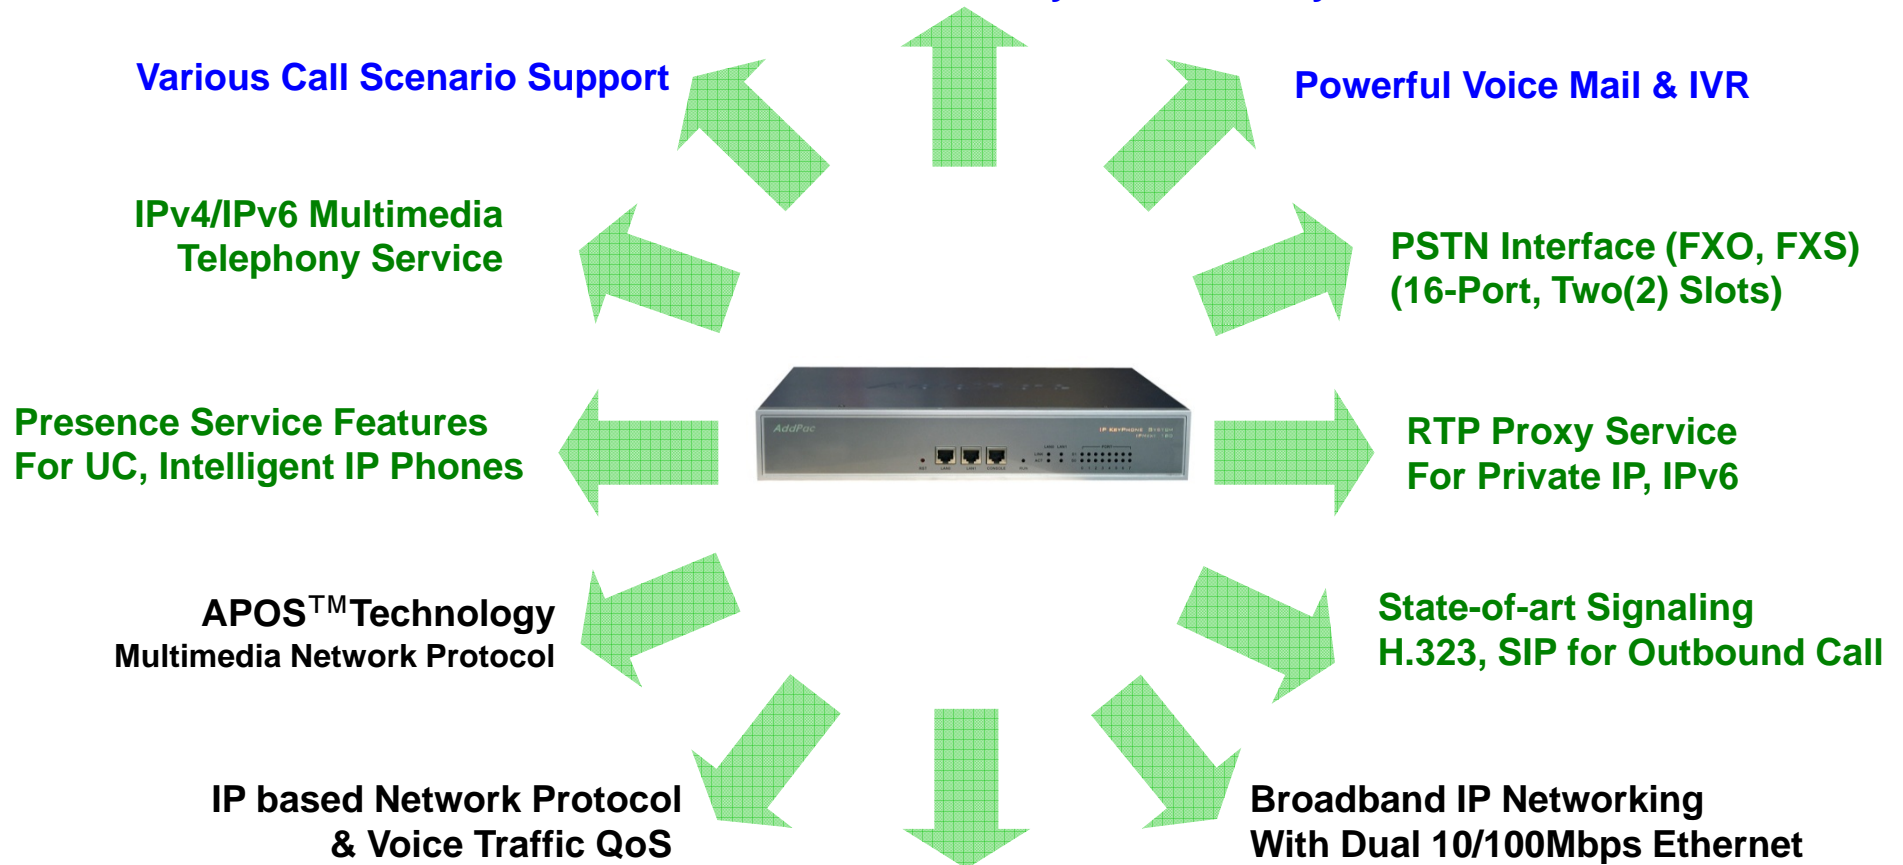 Various Call Scenario Support
Powerful Voice Mail & IVR
IPv4/IPv6 Multimedia
Telephony Service
PSTN Interface (FXO, FXS)
(16-Port, Two(2) Slots)
AddPac
IP KeyPhone System
Presence Service Features
For UC, Intelligent IP Phones
RTP Proxy Service
For Private IP, IPv6
APOS™Technology
Multimedia Network Protocol
State-of-art Signaling
H.323, SIP for Outbound Call
IP based Network Protocol
& Voice Traffic QoS
Broadband IP Networking
With Dual 10/100Mbps Ethernet